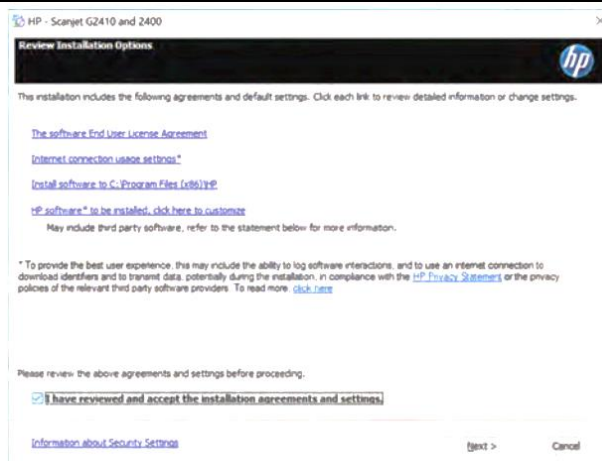 HP - Scanjet G2410 and 2400
Review Installation Options
hp
This installation includes the following agreements and default settings. Click each link to review detailed information or change settings.
The software End User License Agreement
Internet connection usage settings*
Install software to C:\Program Files (x86)\HP
HP software* to be installed, click here to customize
May include third party software, refer to the statement below for more information.
* To provide the best user experience, this may include the ability to log software interactions, and to use an internet connection to
download identifiers and to transmit data, potentially during the installation, in compliance with the HP Privacy Statement or the privacy
policies of the relevant third party software providers. To read more, click here
Please review the above agreements and settings before proceeding.
I have reviewed and accept the installation agreements and settings.
Information about Security Settings
Next >
Cancel